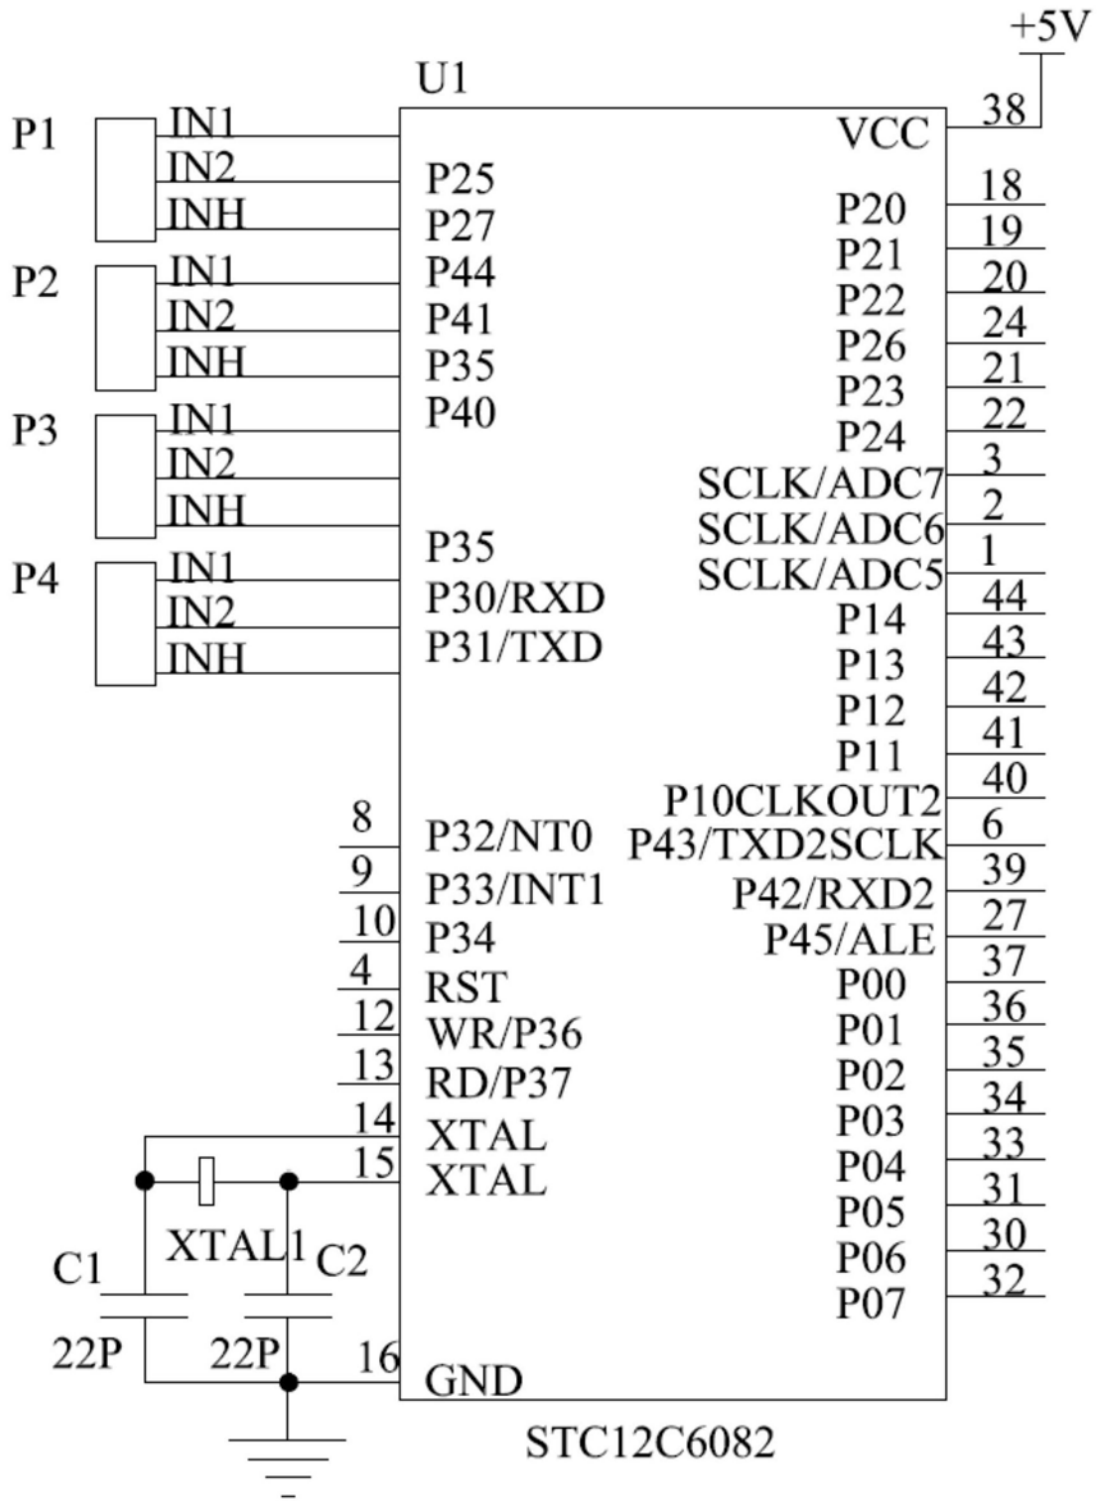 +5V
U1
P1
IN1
IN2
INH
P2
IN1
IN2
INH
P3
IN1
IN2
INH
P4
IN1
IN2
INH
P25
P27
P44
P41
P35
P40
P35
P30/RXD
P31/TXD
8 P32/NT0
9 P33/INT1
10 P34
4 RST
12 WR/P36
13 RD/P37
14 XTAL
15 XTAL
XTAL1
C1
22P
C2
22P
16 GND
VCC 38
P20 18
P21 19
P22 20
P26 24
P23 21
P24 22
SCLK/ADC7 3
SCLK/ADC6 2
SCLK/ADC5 1
P14 44
P13 43
P12 42
P11 41
P10CLKOUT2 40
P43/TXD2SCLK 6
P42/RXD2 39
P45/ALE 27
P00 37
P01 36
P02 35
P03 34
P04 33
P05 31
P06 30
P07 32
STC12C6082